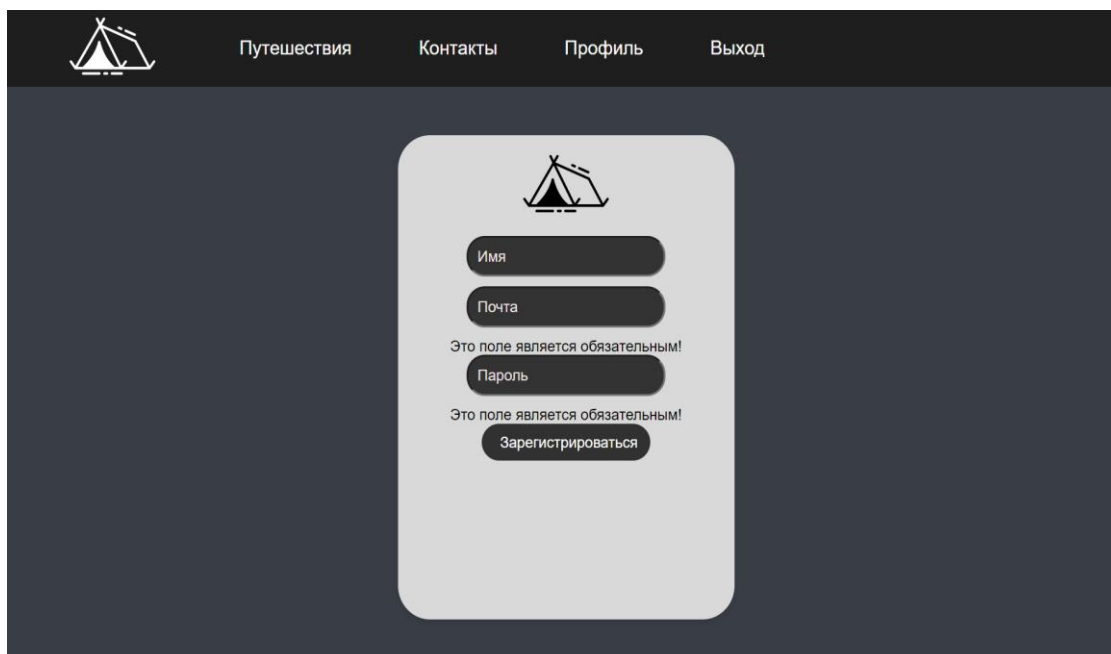 Путешествия Контакты Профиль Выход
Имя
Почта
Это поле является обязательным!
Пароль
Это поле является обязательным!
Зарегистрироваться